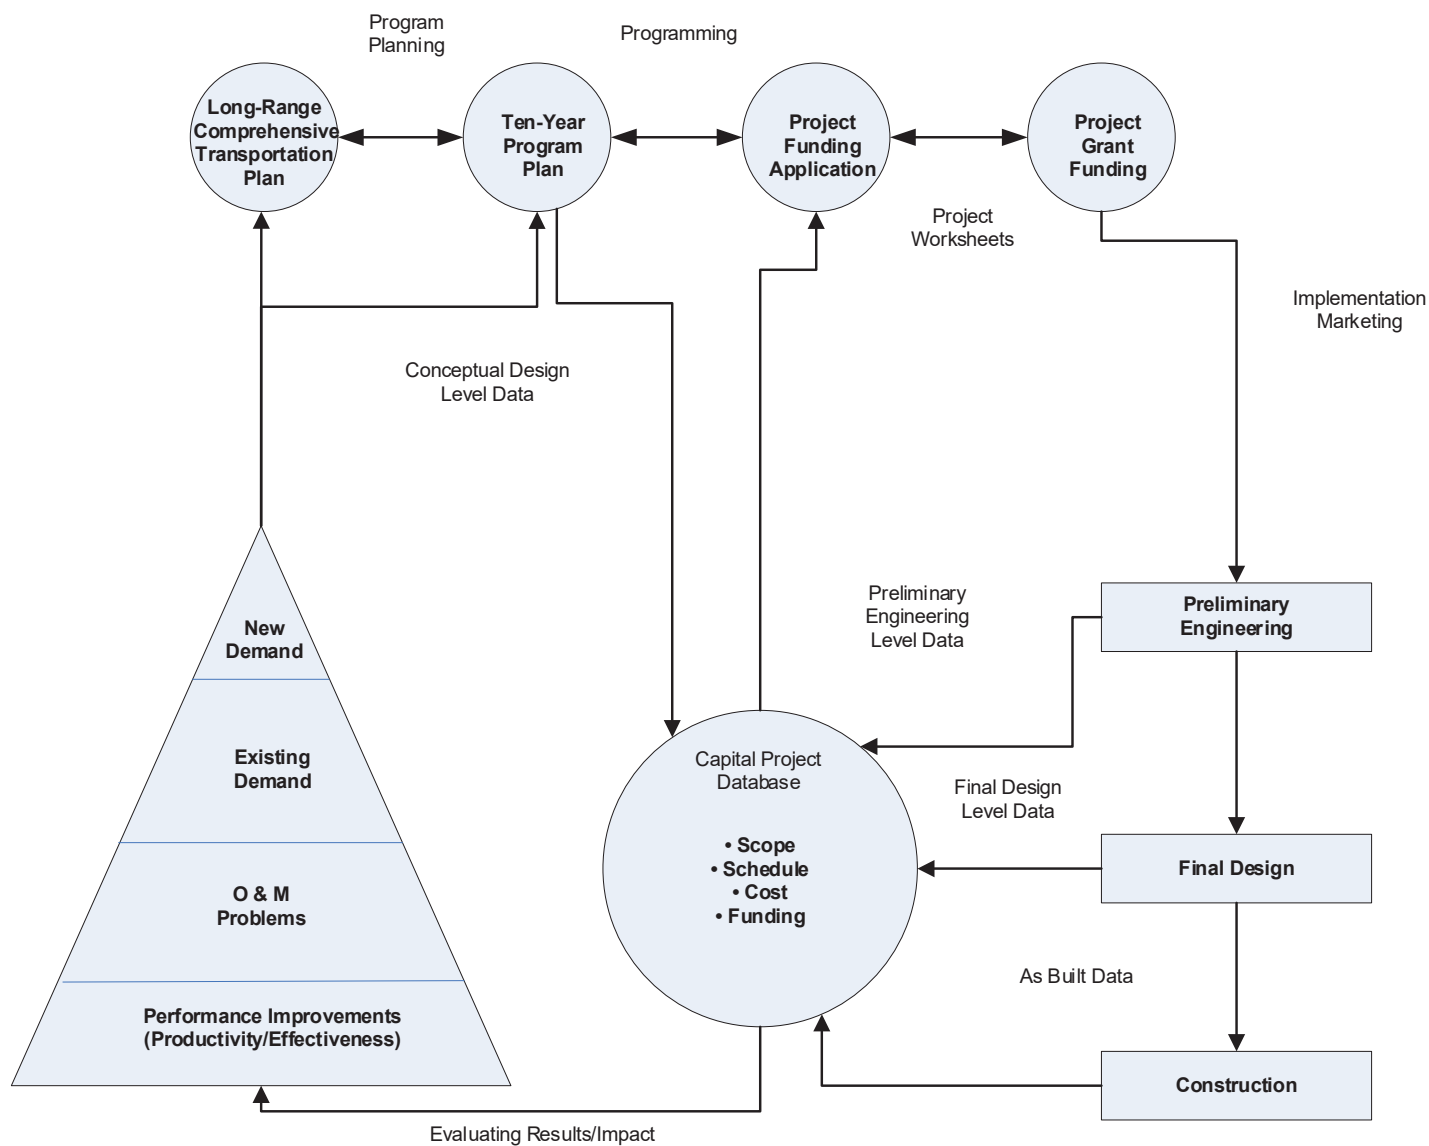 Program
Planning
Programming
Long-Range
Comprehensive
Transportation
Plan
Ten-Year
Program
Plan
Project
Funding
Application
Project
Grant
Funding
Project
Worksheets
Implementation
Marketing
Conceptual Design
Level Data
Preliminary
Engineering
Level Data
Preliminary
Engineering
New
Demand
Existing
Demand
O & M
Problems
Performance Improvements
(Productivity/Effectiveness)
Capital Project
Database
• Scope
• Schedule
• Cost
• Funding
Final Design
Level Data
Final Design
As Built Data
Construction
Evaluating Results/Impact